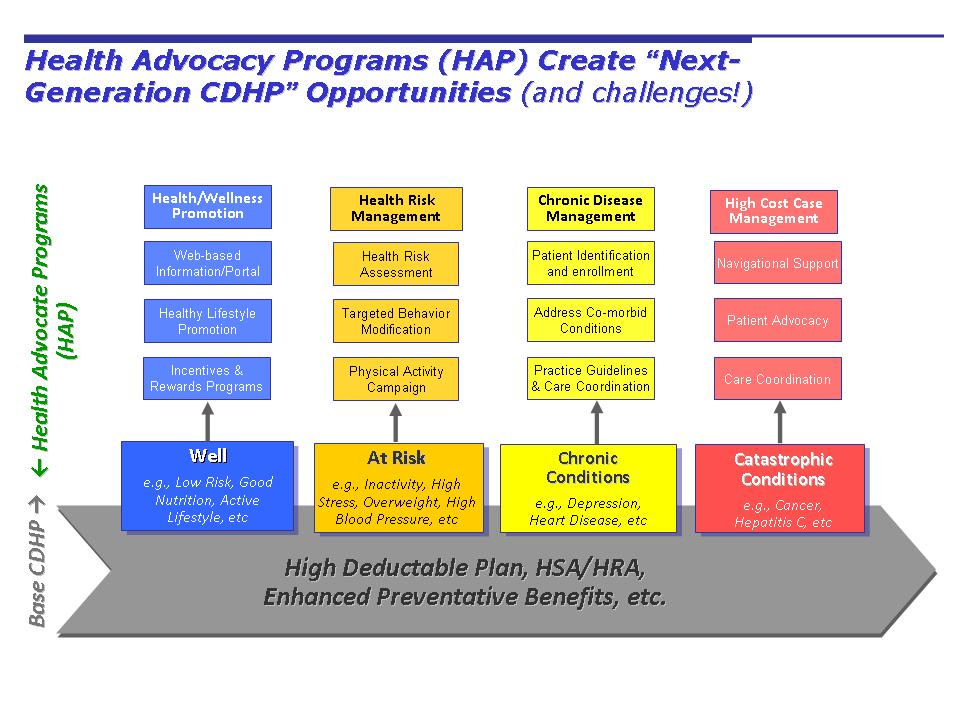 Health Advocacy Programs (HAP) Create “Next-
Generation CDHP” Opportunities (and challenges!)
Base CDHP → ← Health Advocate Programs
(HAP)
Health/Wellness
Promotion
Web-based
Information/Portal
Healthy Lifestyle
Promotion
Incentives &
Rewards Programs
Well
e.g., Low Risk, Good
Nutrition, Active
Lifestyle, etc
Health Risk
Management
Health Risk
Assessment
Targeted Behavior
Modification
Physical Activity
Campaign
At Risk
e.g., Inactivity, High
Stress, Overweight, High
Blood Pressure, etc
Chronic Disease
Management
Patient Identification
and enrollment
Address Co-morbid
Conditions
Practice Guidelines
& Care Coordination
Chronic
Conditions
e.g., Depression,
Heart Disease, etc
High Cost Case
Management
Navigational Support
Patient Advocacy
Care Coordination
Catastrophic
Conditions
e.g., Cancer,
Hepatitis C, etc
High Deductable Plan, HSA/HRA,
Enhanced Preventative Benefits, etc.